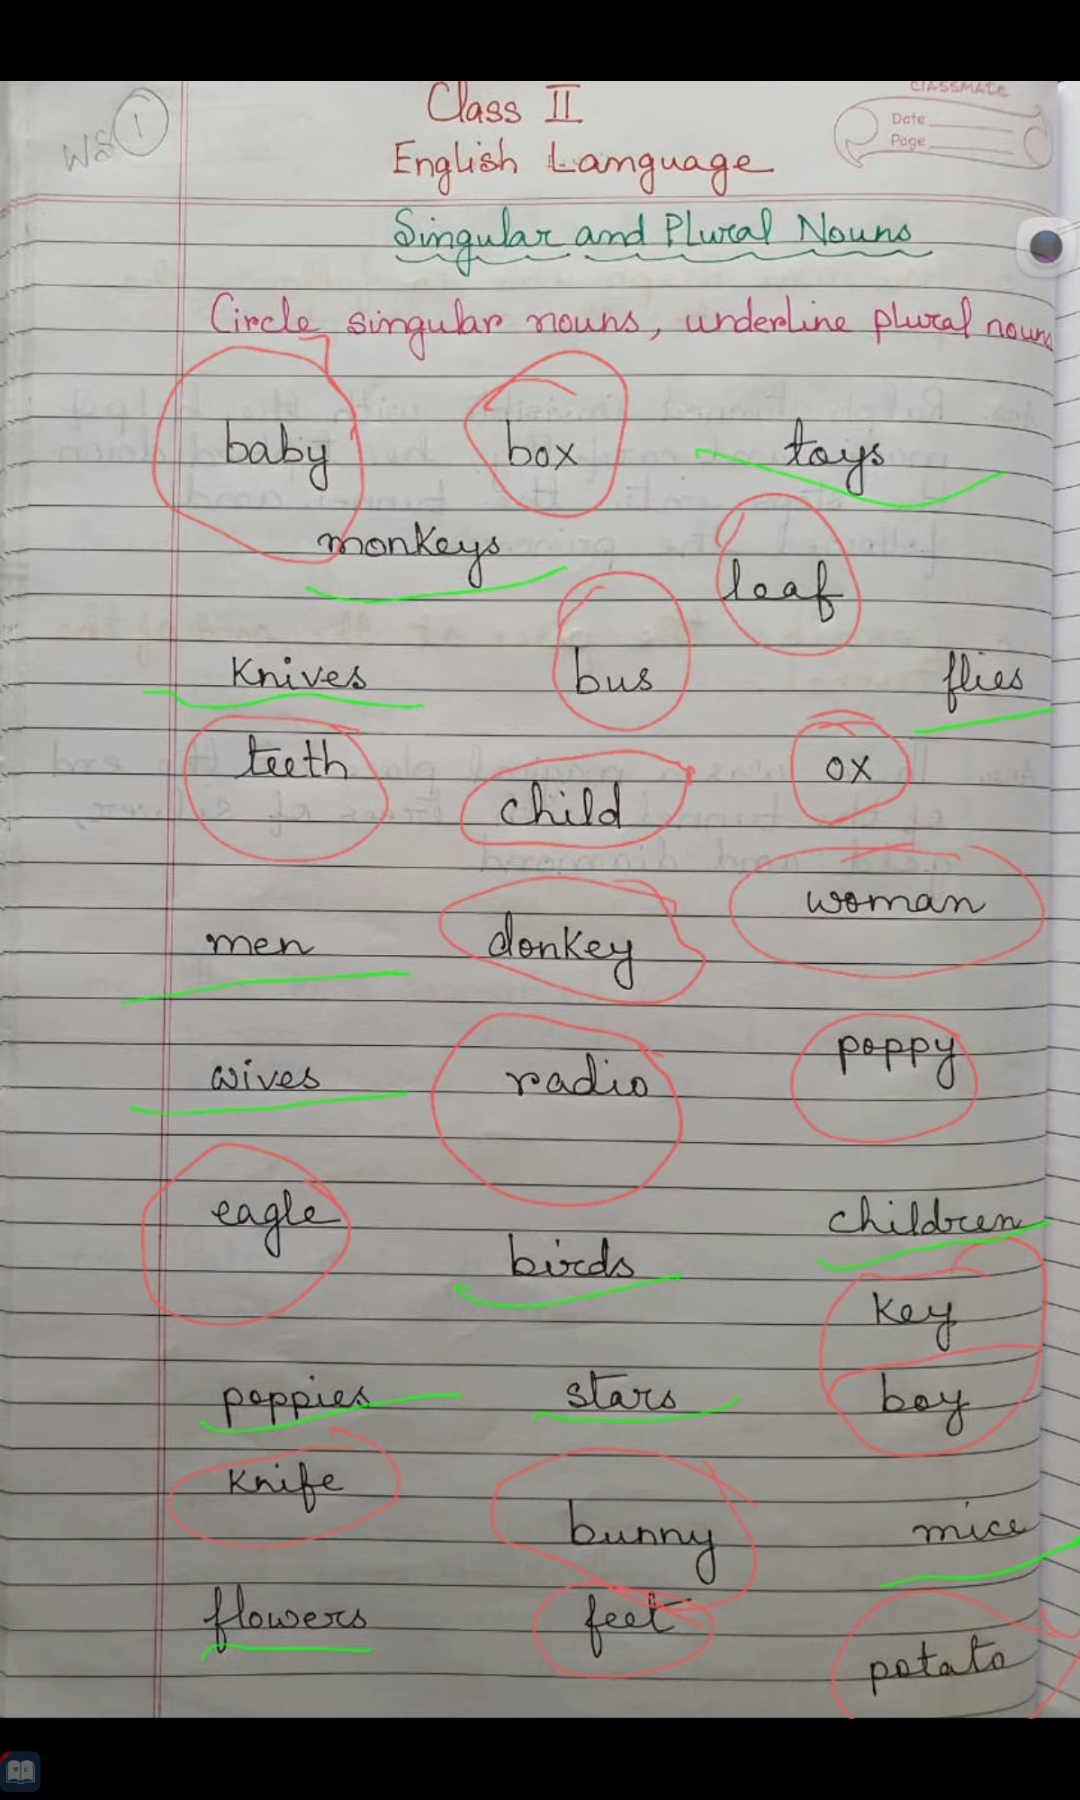 CLASSMATE
WS 1
Class II
Date
Page
English Language
Singular and Plural Nouns
Circle singular nouns, underline plural nouns
baby box toys
monkeys leaf
Knives bus flies
teeth child ox
men donkey woman
wives radio poppy
eagle birds children
key
poppies stars boy
Knife bunny mice
flowers feet potato